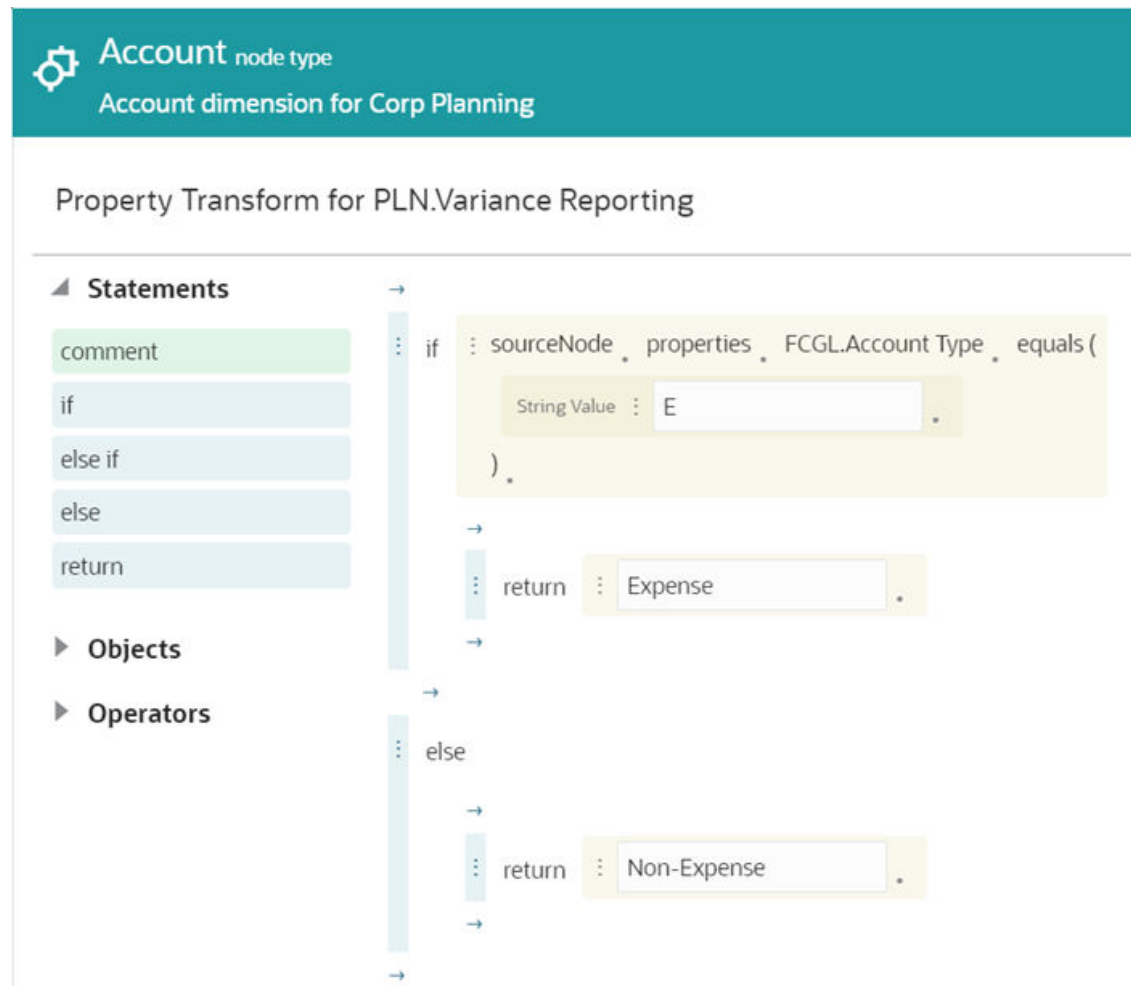 Account node type
Account dimension for Corp Planning
Property Transform for PLN.Variance Reporting
Statements
comment
if
else if
else
return
Objects
Operators
if sourceNode . properties . FCGL.Account Type . equals (
String Value E .
) .
return Expense .
else
return Non-Expense .